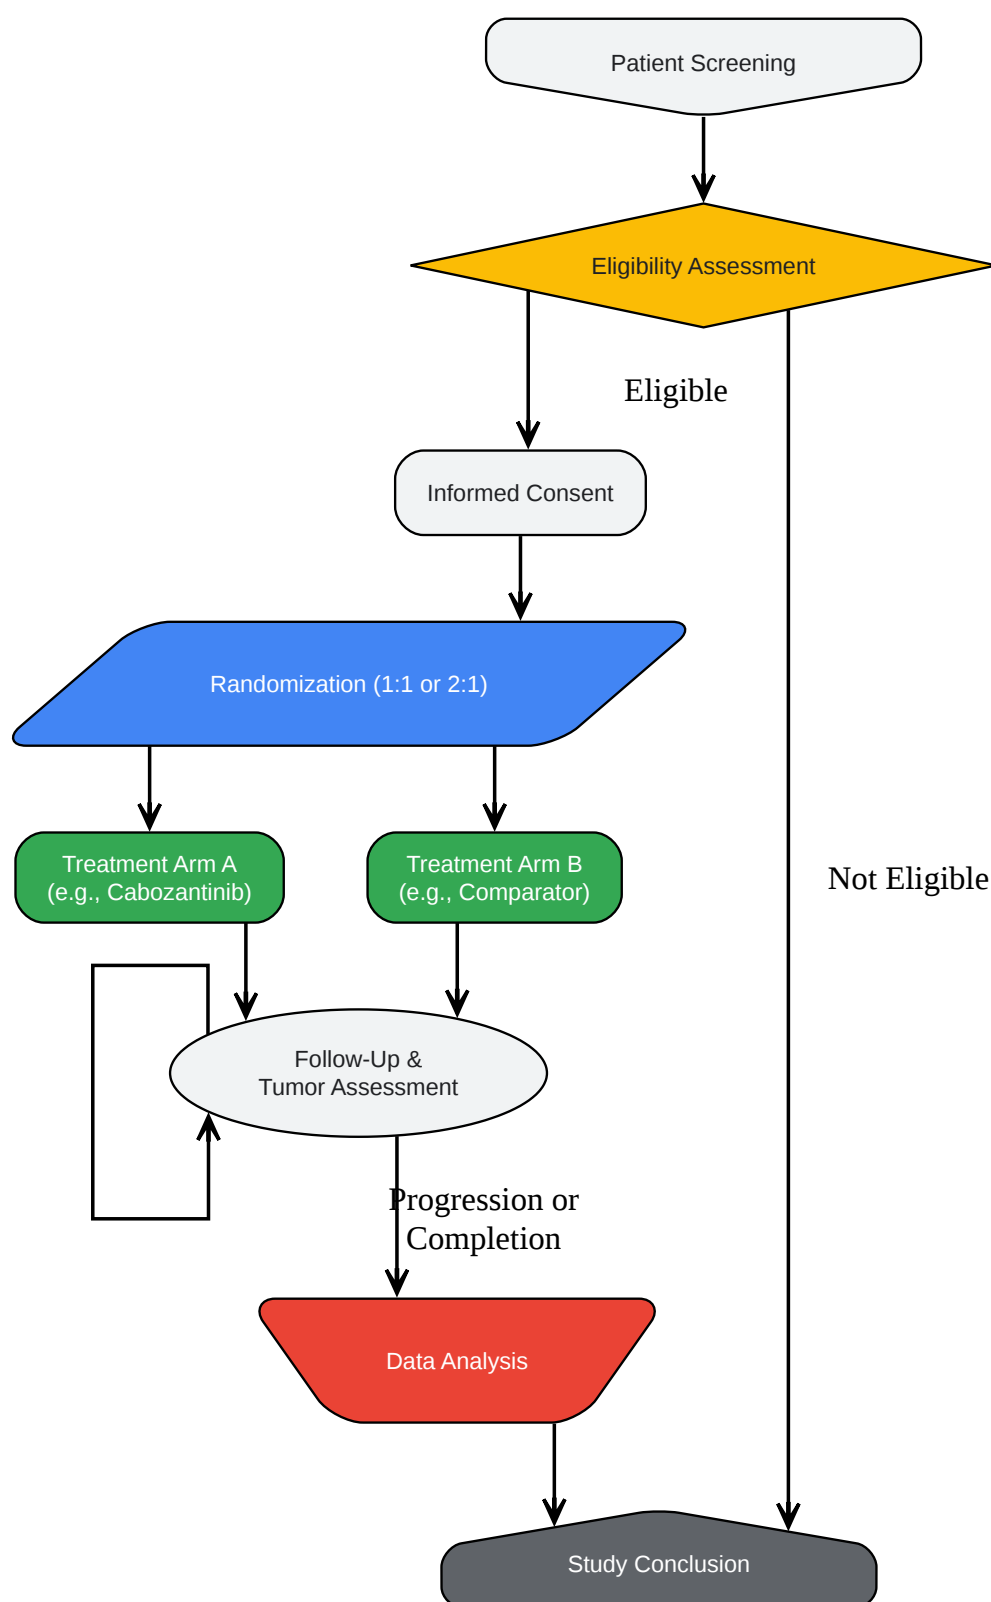 Patient Screening
Eligibility Assessment
Eligible
Informed Consent
Randomization (1:1 or 2:1)
Treatment Arm A
(e.g., Cabozantinib)
Treatment Arm B
(e.g., Comparator)
Not Eligible
Follow-Up &
Tumor Assessment
Progression or
Completion
Data Analysis
Study Conclusion